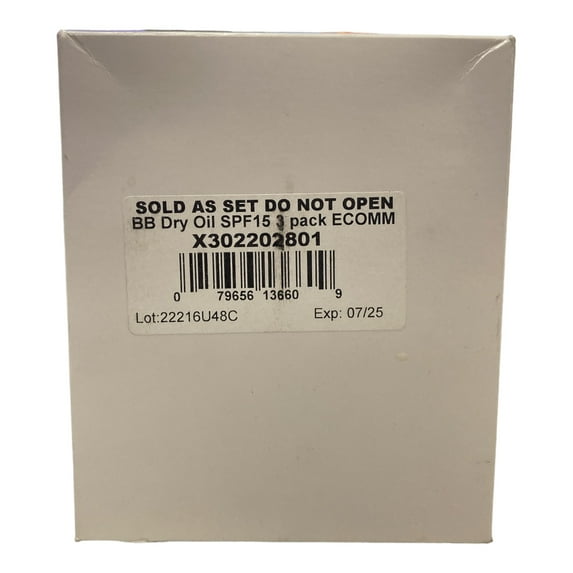 SOLD AS SET DO NOT OPEN
BB Dry Oil SPF15 3 pack ECOMM
X302202801
0 79656 13660 9
Lot:22216U48C Exp: 07/25